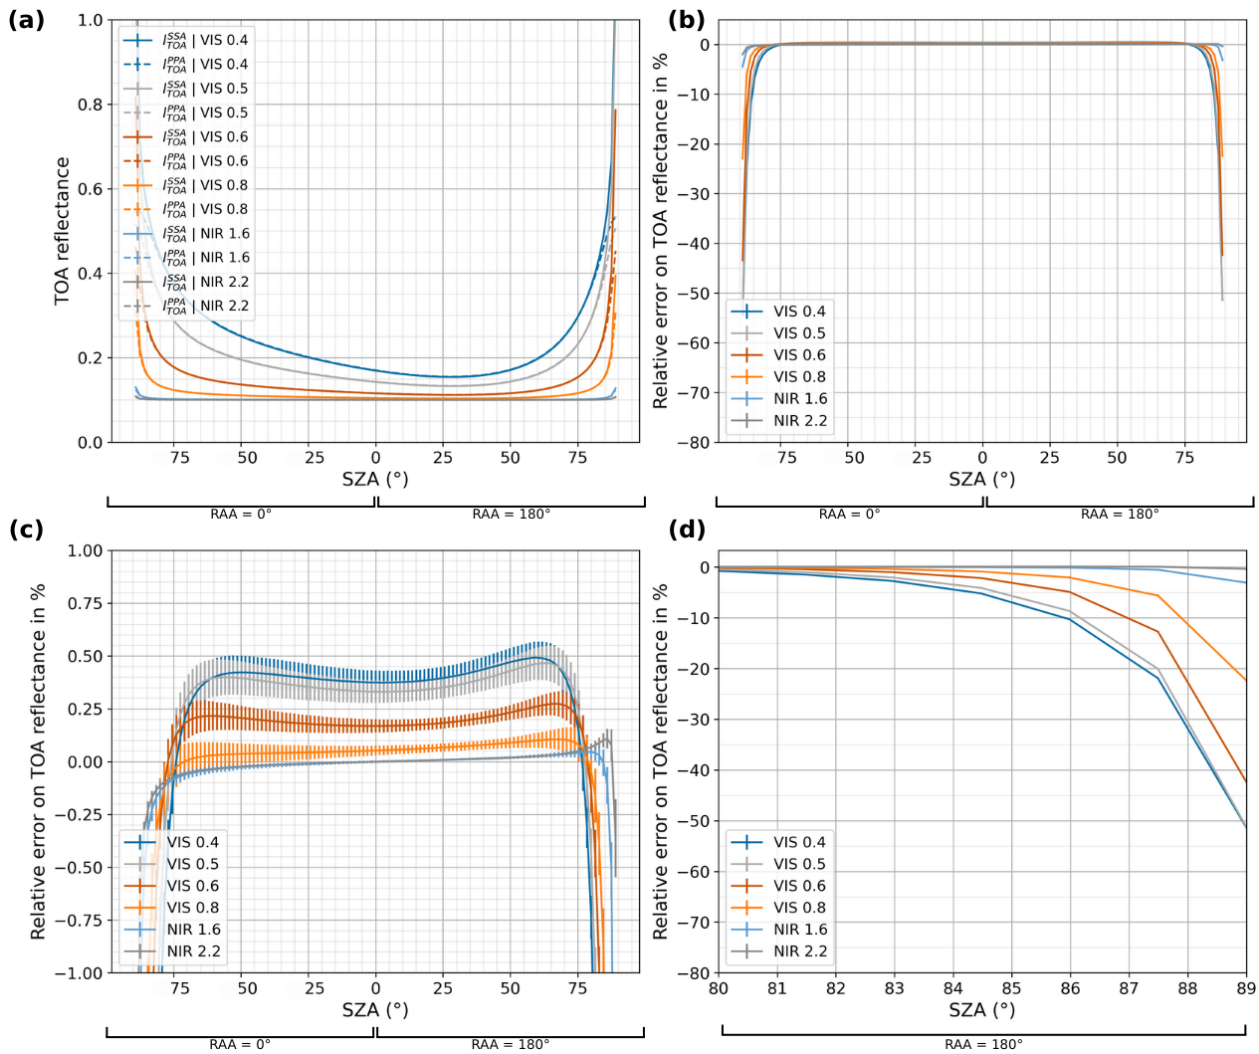 (a)
1.0
0.8
0.6
0.4
0.2
0.0
TOA reflectance
I_TOA^SSA | VIS 0.4
I_TOA^PPA | VIS 0.4
I_TOA^SSA | VIS 0.5
I_TOA^PPA | VIS 0.5
I_TOA^SSA | VIS 0.6
I_TOA^PPA | VIS 0.6
I_TOA^SSA | VIS 0.8
I_TOA^PPA | VIS 0.8
I_TOA^SSA | NIR 1.6
I_TOA^PPA | NIR 1.6
I_TOA^SSA | NIR 2.2
I_TOA^PPA | NIR 2.2
75 50 25 0 25 50 75
SZA (°)
RAA = 0° RAA = 180°
(b)
0
−10
−20
−30
−40
−50
−60
−70
−80
Relative error on TOA reflectance in %
VIS 0.4
VIS 0.5
VIS 0.6
VIS 0.8
NIR 1.6
NIR 2.2
75 50 25 0 25 50 75
SZA (°)
RAA = 0° RAA = 180°
(c)
1.00
0.75
0.50
0.25
0.00
−0.25
−0.50
−0.75
−1.00
Relative error on TOA reflectance in %
VIS 0.4
VIS 0.5
VIS 0.6
VIS 0.8
NIR 1.6
NIR 2.2
75 50 25 0 25 50 75
SZA (°)
RAA = 0° RAA = 180°
(d)
0
−10
−20
−30
−40
−50
−60
−70
−80
Relative error on TOA reflectance in %
VIS 0.4
VIS 0.5
VIS 0.6
VIS 0.8
NIR 1.6
NIR 2.2
80 81 82 83 84 85 86 87 88 89
SZA (°)
RAA = 180°